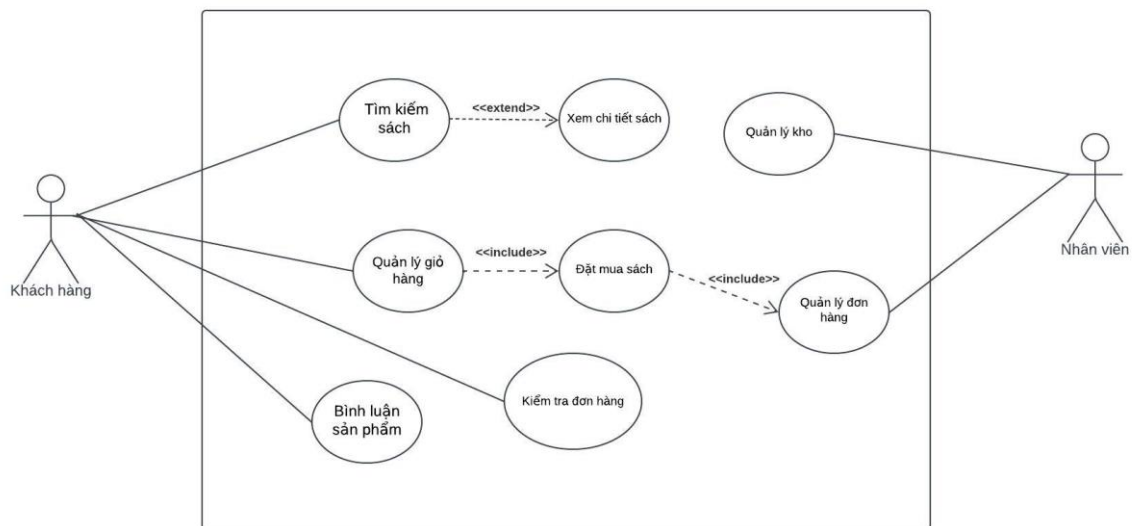 Tìm kiếm
sách
<<extend>>
Xem chi tiết sách
Quản lý kho
Khách hàng
Nhân viên
Quản lý giỏ
hàng
<<include>>
Đặt mua sách
<<include>>
Quản lý đơn
hàng
Bình luận
sản phẩm
Kiểm tra đơn hàng